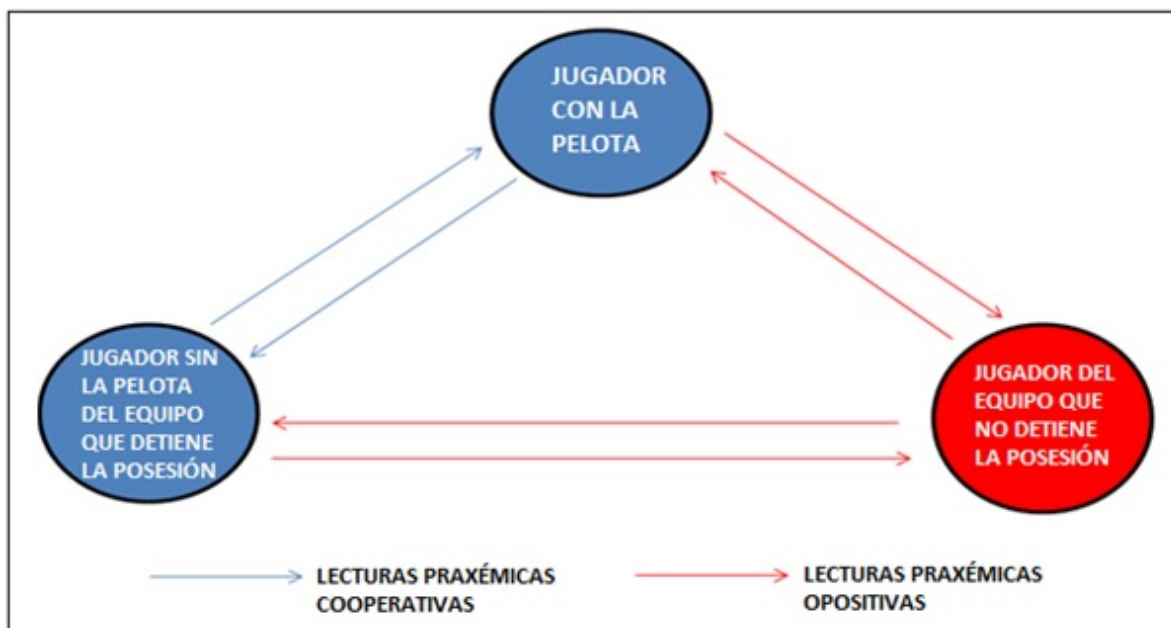 JUGADOR
CON LA
PELOTA
JUGADOR SIN
LA PELOTA
DEL EQUIPO
QUE DETIENE
LA POSESIÓN
JUGADOR DEL
EQUIPO QUE
NO DETIENE
LA POSESIÓN
LECTURAS PRAXÉMICAS
COOPERATIVAS
LECTURAS PRAXÉMICAS
OPOSITIVAS